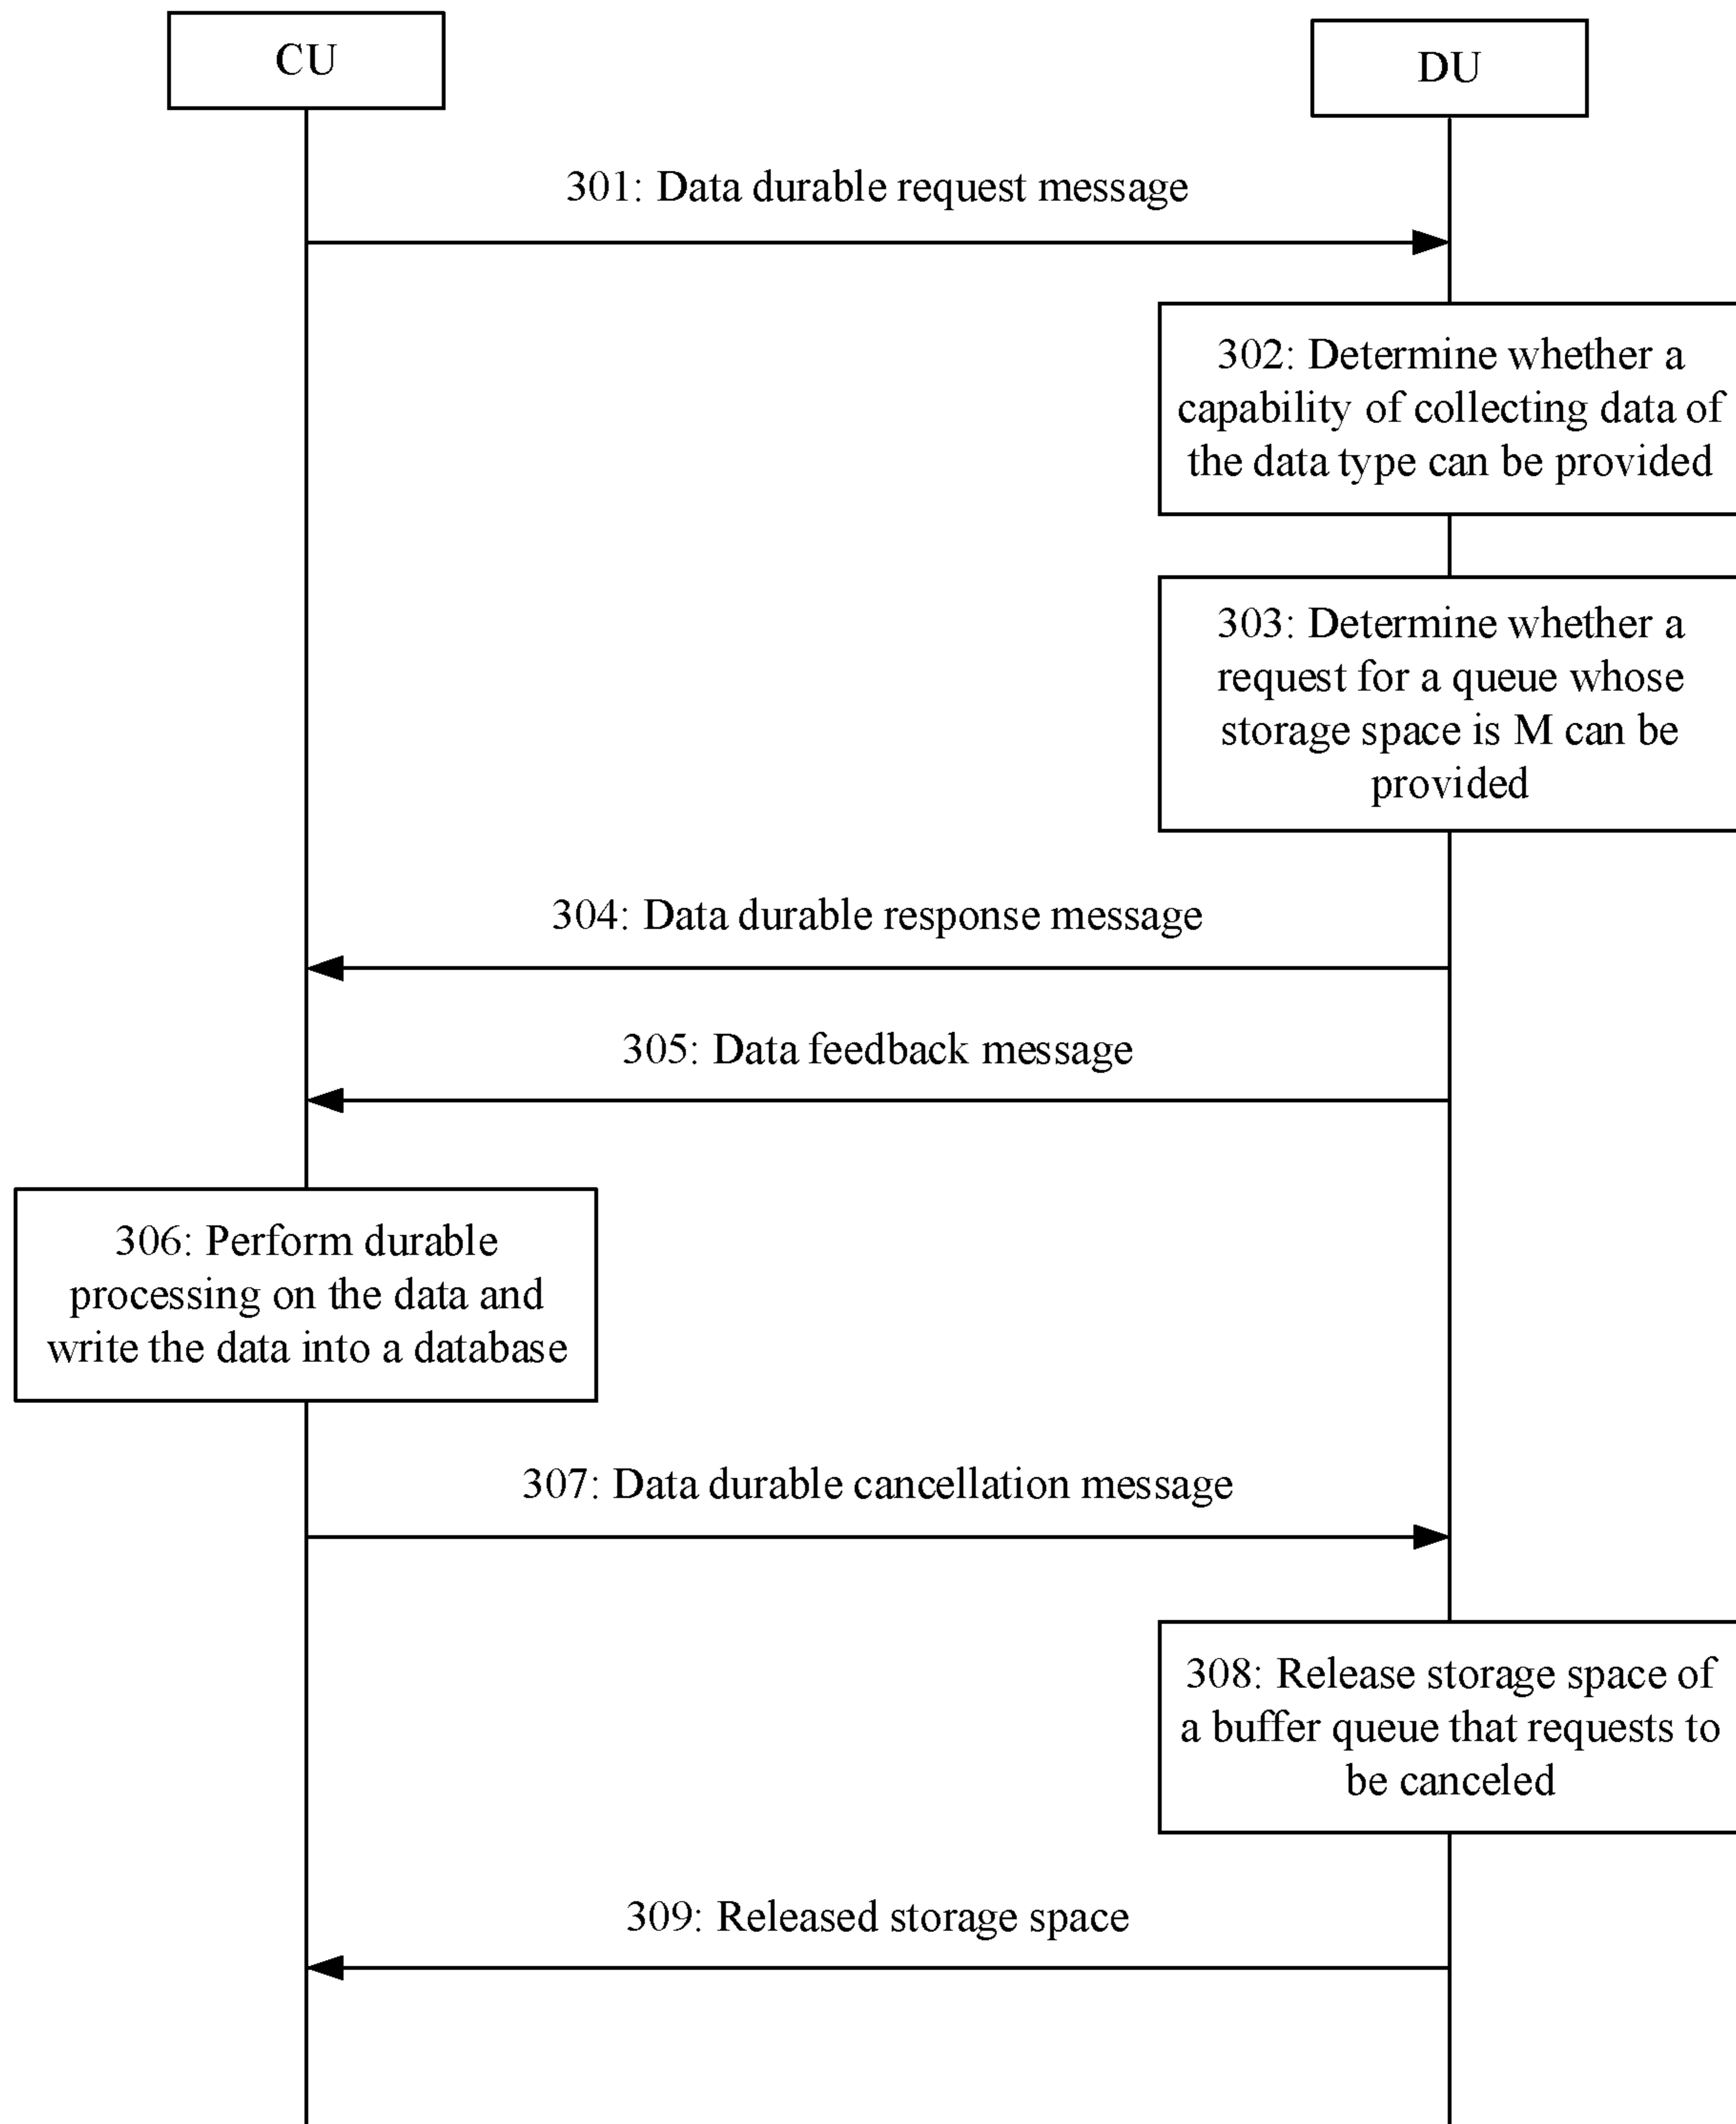 CU
DU
301: Data durable request message
302: Determine whether a
capability of collecting data of
the data type can be provided
303: Determine whether a
request for a queue whose
storage space is M can be
provided
304: Data durable response message
305: Data feedback message
306: Perform durable
processing on the data and
write the data into a database
307: Data durable cancellation message
308: Release storage space of
a buffer queue that requests to
be canceled
309: Released storage space